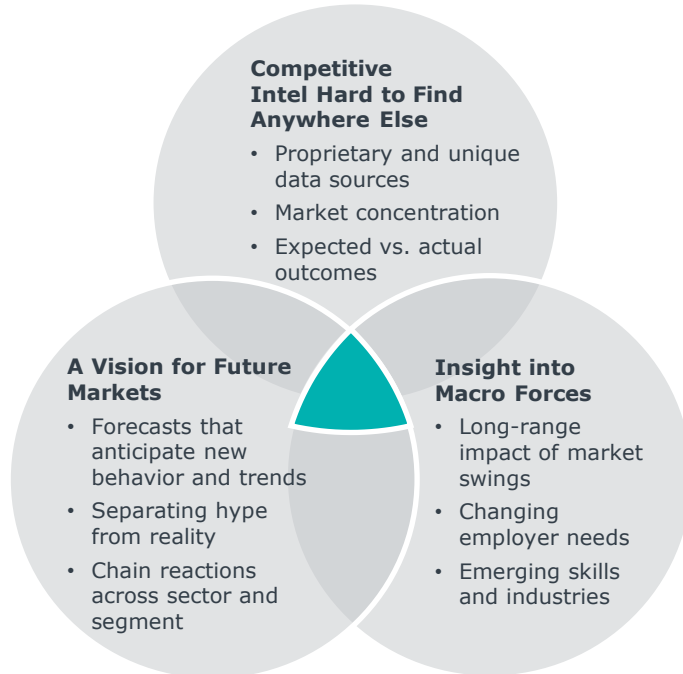 Competitive
Intel Hard to Find
Anywhere Else
• Proprietary and unique
data sources
• Market concentration
• Expected vs. actual
outcomes
A Vision for Future
Markets
• Forecasts that
anticipate new
behavior and trends
• Separating hype
from reality
• Chain reactions
across sector and
segment
Insight into
Macro Forces
• Long-range
impact of market
swings
• Changing
employer needs
• Emerging skills
and industries